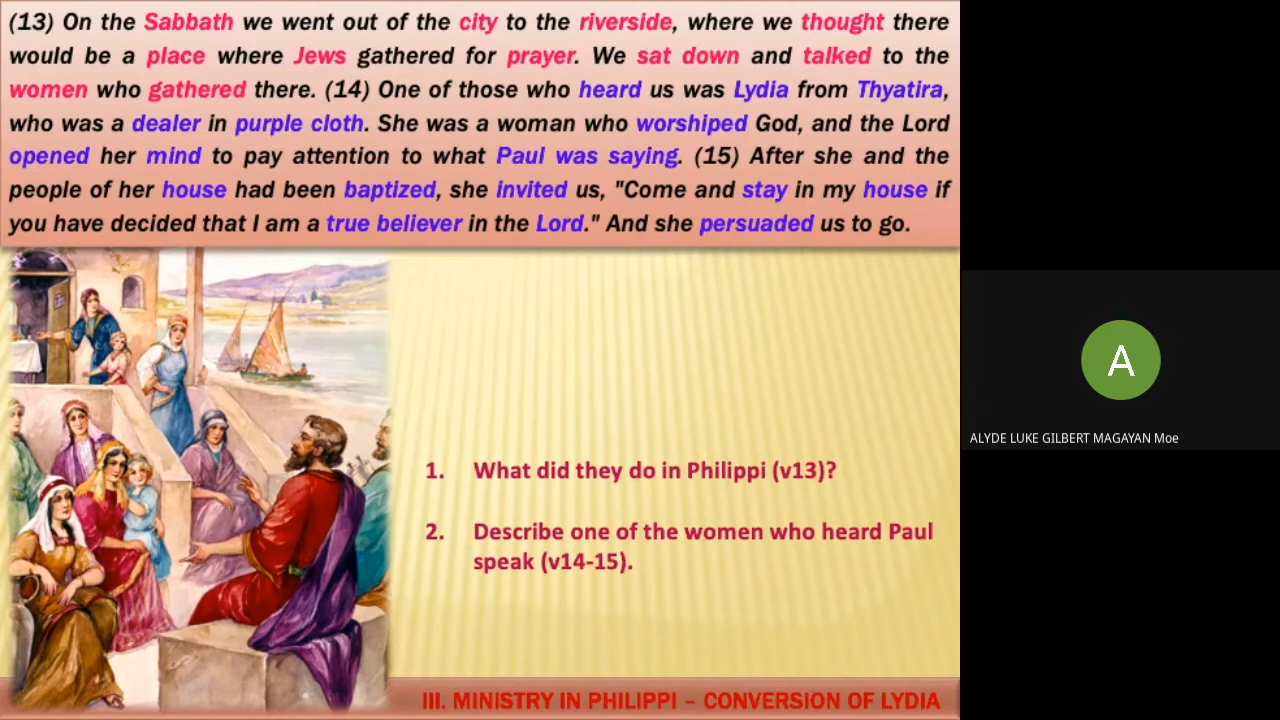 (13) On the Sabbath we went out of the city to the riverside, where we thought there
would be a place where Jews gathered for prayer. We sat down and talked to the
women who gathered there. (14) One of those who heard us was Lydia from Thyatira,
who was a dealer in purple cloth. She was a woman who worshiped God, and the Lord
opened her mind to pay attention to what Paul was saying. (15) After she and the
people of her house had been baptized, she invited us, "Come and stay in my house if
you have decided that I am a true believer in the Lord." And she persuaded us to go.
1. What did they do in Philippi (v13)?
2. Describe one of the women who heard Paul
speak (v14-15).
III. MINISTRY IN PHILIPPI – CONVERSION OF LYDIA
A
ALYDE LUKE GILBERT MAGAYAN Moe